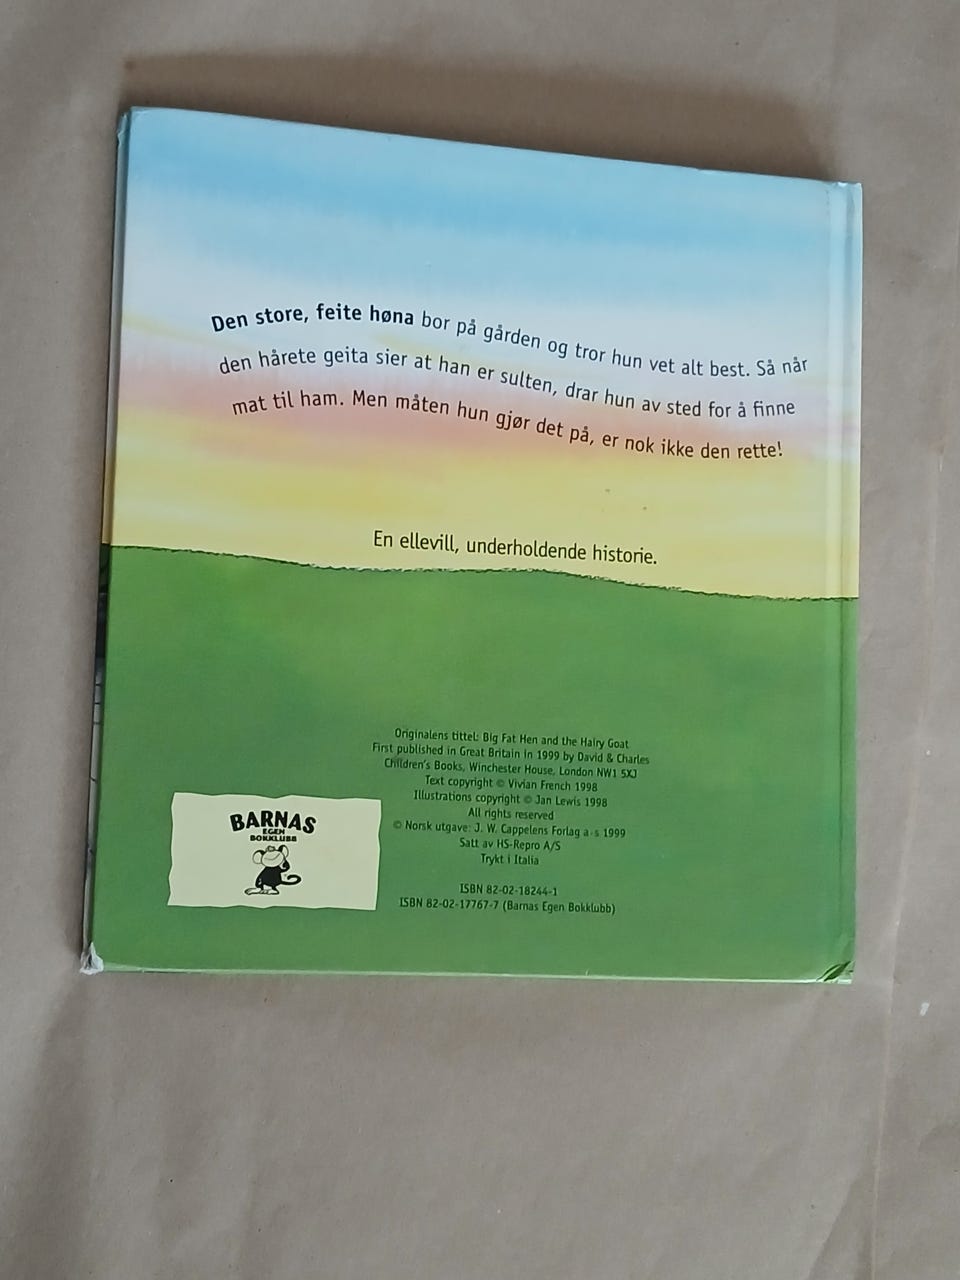 Den store, feite høna bor på gården og tror hun vet alt best. Så når
den hårete geita sier at han er sulten, drar hun av sted for å finne
mat til ham. Men måten hun gjør det på, er nok ikke den rette!
En ellevill, underholdende historie.
Originalens tittel: Big Fat Hen and the Hairy Goat
First published in Great Britain in 1999 by David & Charles
Children's Books, Winchester House, London NW1 5XJ
Text copyright © Vivian French 1998
Illustrations copyright © Jan Lewis 1998
All rights reserved
© Norsk utgave: J. W. Cappelens Forlag a·s 1999
Satt av HS-Repro A/S
Trykt i Italia
ISBN 82-02-18244-1
ISBN 82-02-17767-7 (Barnas Egen Bokklubb)
BARNAS
EGEN
BOKKLUBB